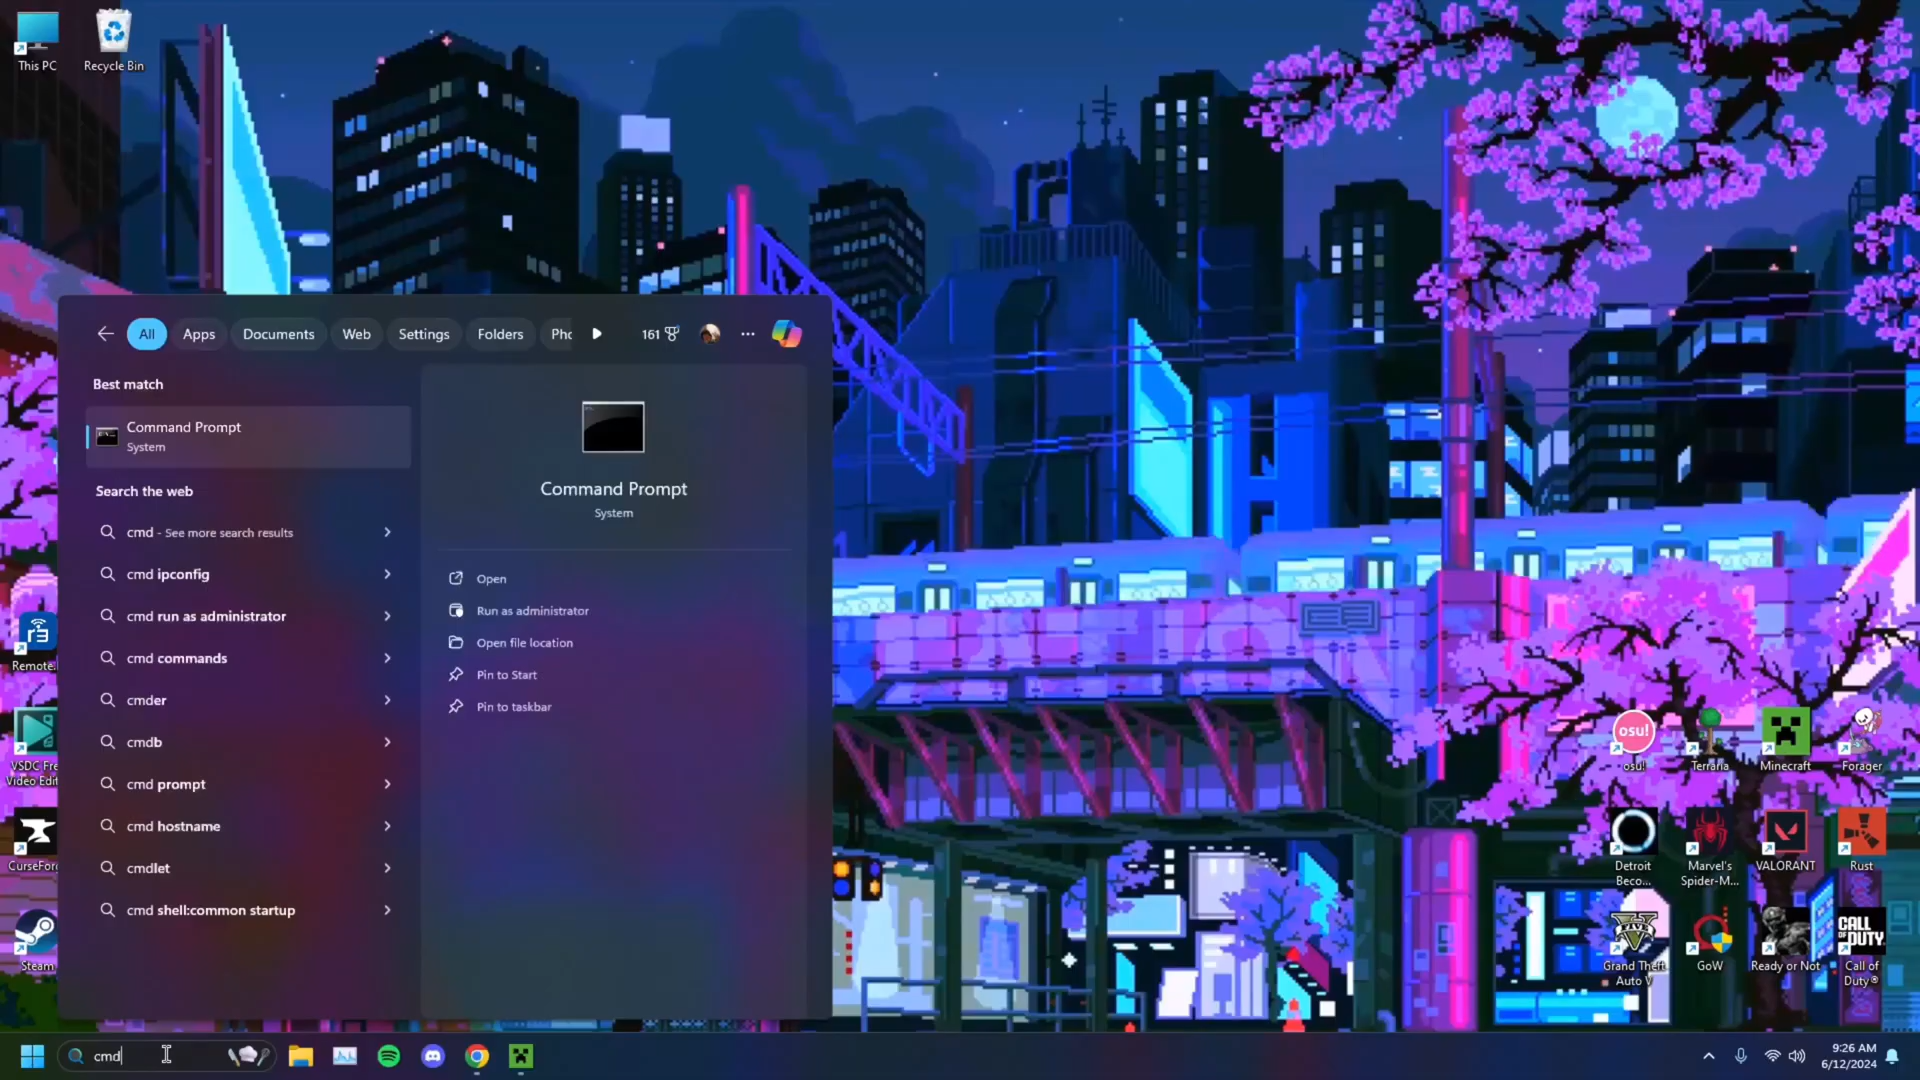 This PC
Recycle Bin
All
Apps
Documents
Web
Settings
Folders
161
Best match
Command Prompt
System
Search the web
cmd - See more search results
cmd ipconfig
cmd run as administrator
cmd commands
cmder
cmdb
cmd prompt
cmd hostname
cmdlet
cmd shell:common startup
Command Prompt
System
Open
Run as administrator
Open file location
Pin to Start
Pin to taskbar
Remote.
VSDC Fre
Video Edit
CurseFor
Steam
osu!
osu!
Terraria
Minecraft
Forager
Detroit
Beco...
Marvel's
Spider-M...
VALORANT
Rust
FIVE
CALL
OF DUTY
Grand Theft
Auto V
GoW
Ready or Not
Call of
Duty®
cmd
9:26 AM
6/12/2024